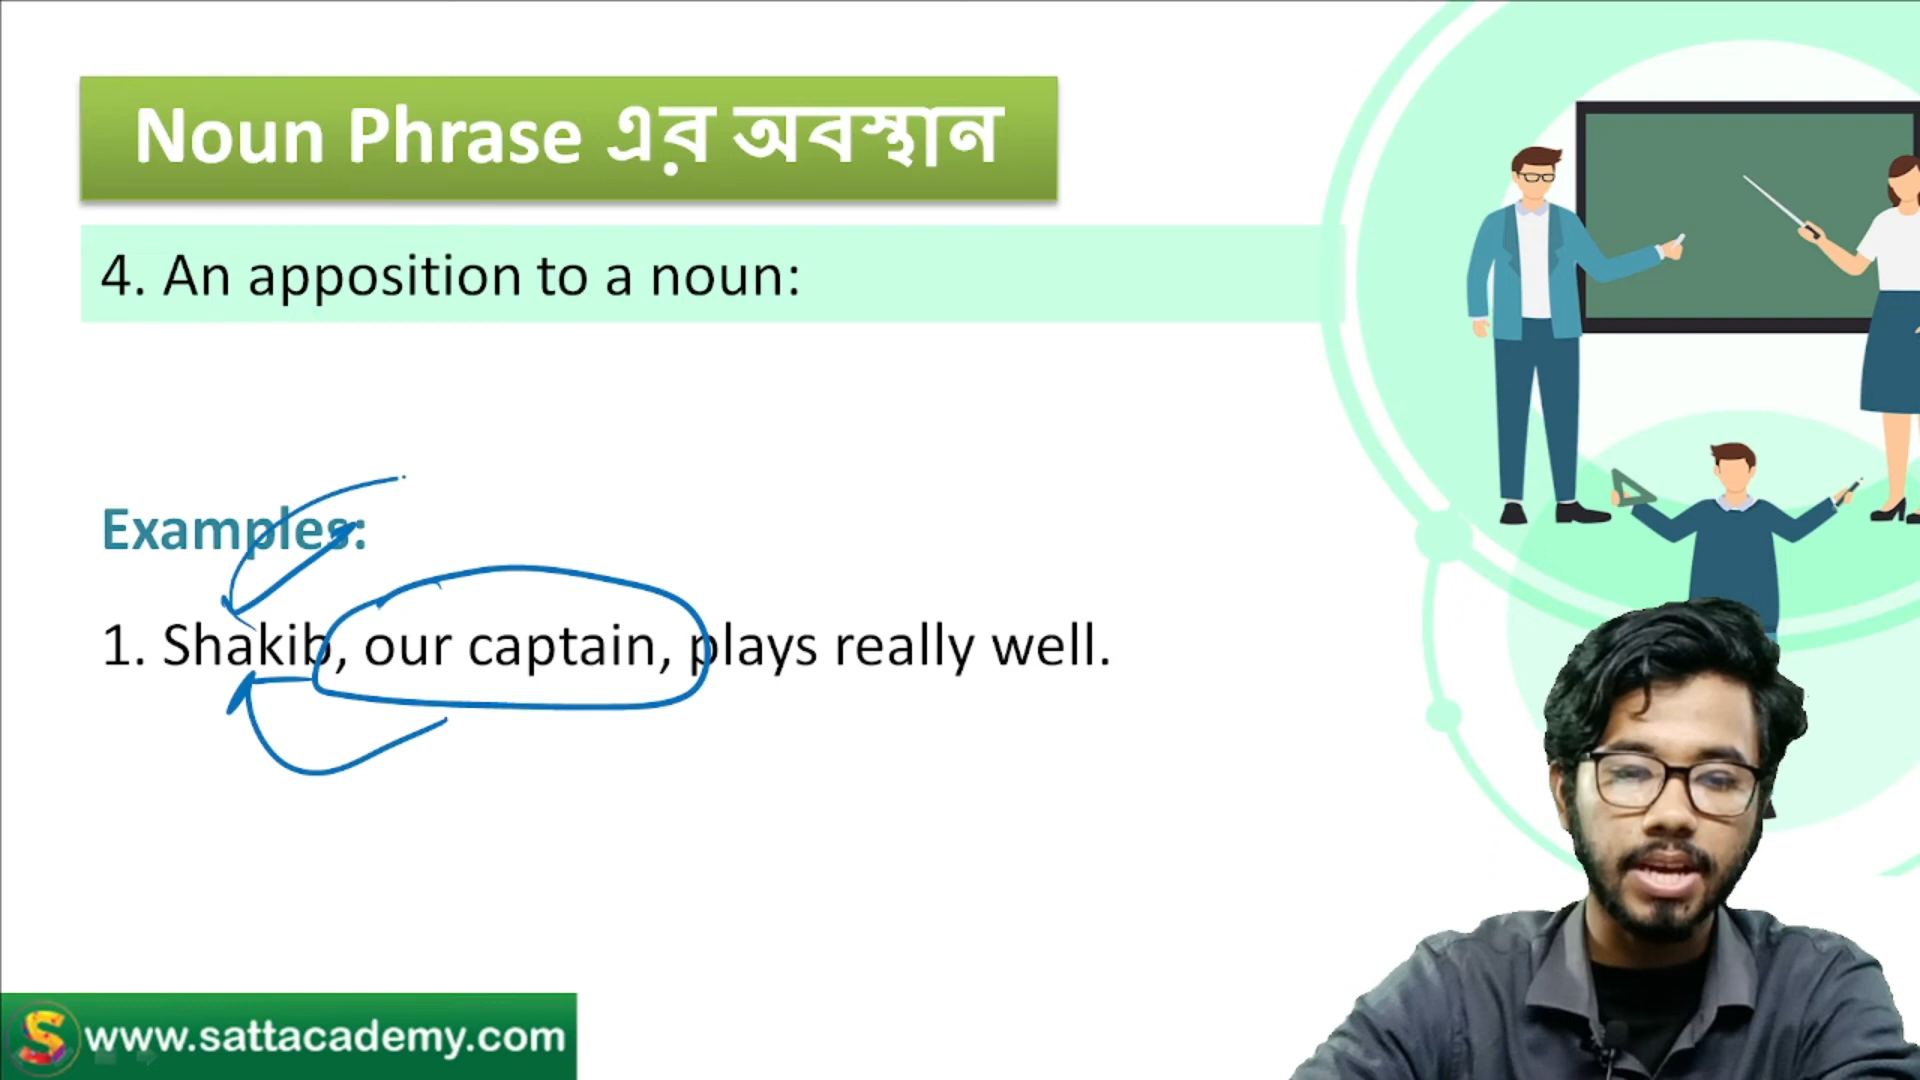 Noun Phrase এর অবস্থান
4. An apposition to a noun:
Examples:
1. Shakib, our captain, plays really well.
www.sattacademy.com